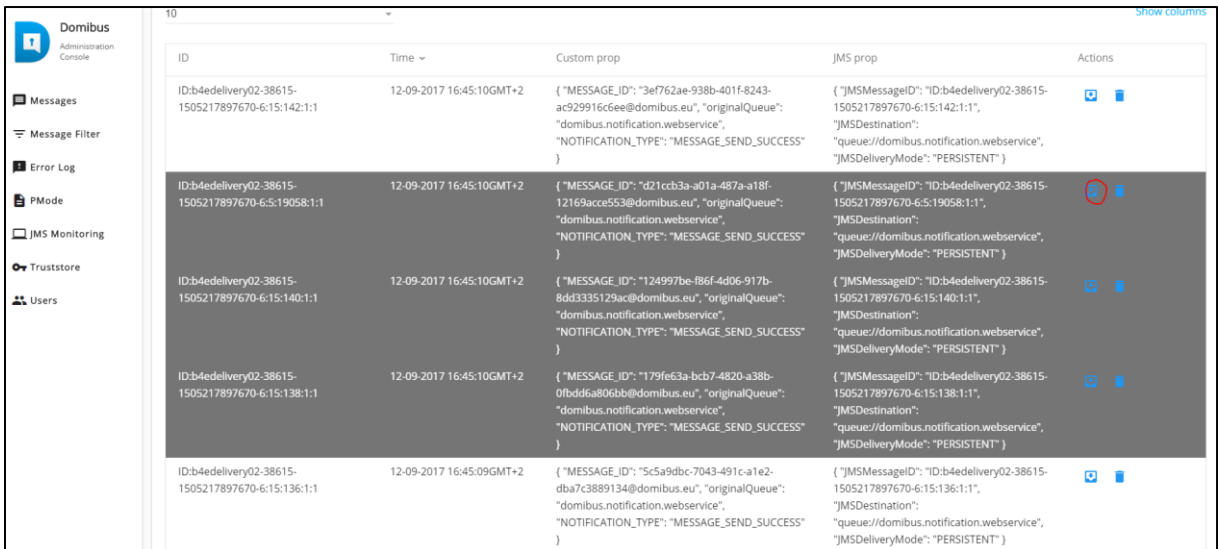 Domibus
Administration
Console
Messages
Message Filter
Error Log
PMode
JMS Monitoring
Truststore
Users
10
Show columns
ID Time Custom prop JMS prop Actions
ID:b4edelivery02-38615- 12-09-2017 16:45:10GMT+2 { "MESSAGE_ID": "3ef762ae-938b-401f-8243- { "JMSMessageID": "ID:b4edelivery02-38615-
1505217897670-6:15:142:1:1 ac929916c6ee@domibus.eu", "originalQueue": 1505217897670-6:15:142:1:1",
"domibus.notification.webservice", "JMSDestination":
"NOTIFICATION_TYPE": "MESSAGE_SEND_SUCCESS" "queue://domibus.notification.webservice",
} "JMSDeliveryMode": "PERSISTENT" }
ID:b4edelivery02-38615- 12-09-2017 16:45:10GMT+2 { "MESSAGE_ID": "d21ccb3a-a01a-487a-a18f- { "JMSMessageID": "ID:b4edelivery02-38615-
1505217897670-6:5:19058:1:1 12169acce553@domibus.eu", "originalQueue": 1505217897670-6:5:19058:1:1",
"domibus.notification.webservice", "JMSDestination":
"NOTIFICATION_TYPE": "MESSAGE_SEND_SUCCESS" "queue://domibus.notification.webservice",
} "JMSDeliveryMode": "PERSISTENT" }
ID:b4edelivery02-38615- 12-09-2017 16:45:10GMT+2 { "MESSAGE_ID": "124997be-f86f-4d06-917b- { "JMSMessageID": "ID:b4edelivery02-38615-
1505217897670-6:15:140:1:1 8dd3335129ac@domibus.eu", "originalQueue": 1505217897670-6:15:140:1:1",
"domibus.notification.webservice", "JMSDestination":
"NOTIFICATION_TYPE": "MESSAGE_SEND_SUCCESS" "queue://domibus.notification.webservice",
} "JMSDeliveryMode": "PERSISTENT" }
ID:b4edelivery02-38615- 12-09-2017 16:45:10GMT+2 { "MESSAGE_ID": "179fe63a-bcb7-4820-a38b- { "JMSMessageID": "ID:b4edelivery02-38615-
1505217897670-6:15:138:1:1 0fbdd6a806bb@domibus.eu", "originalQueue": 1505217897670-6:15:138:1:1",
"domibus.notification.webservice", "JMSDestination":
"NOTIFICATION_TYPE": "MESSAGE_SEND_SUCCESS" "queue://domibus.notification.webservice",
} "JMSDeliveryMode": "PERSISTENT" }
ID:b4edelivery02-38615- 12-09-2017 16:45:09GMT+2 { "MESSAGE_ID": "5c5a9dbc-7043-491c-a1e2- { "JMSMessageID": "ID:b4edelivery02-38615-
1505217897670-6:15:136:1:1 dba7c3889134@domibus.eu", "originalQueue": 1505217897670-6:15:136:1:1",
"domibus.notification.webservice", "JMSDestination":
"NOTIFICATION_TYPE": "MESSAGE_SEND_SUCCESS" "queue://domibus.notification.webservice",
} "JMSDeliveryMode": "PERSISTENT" }